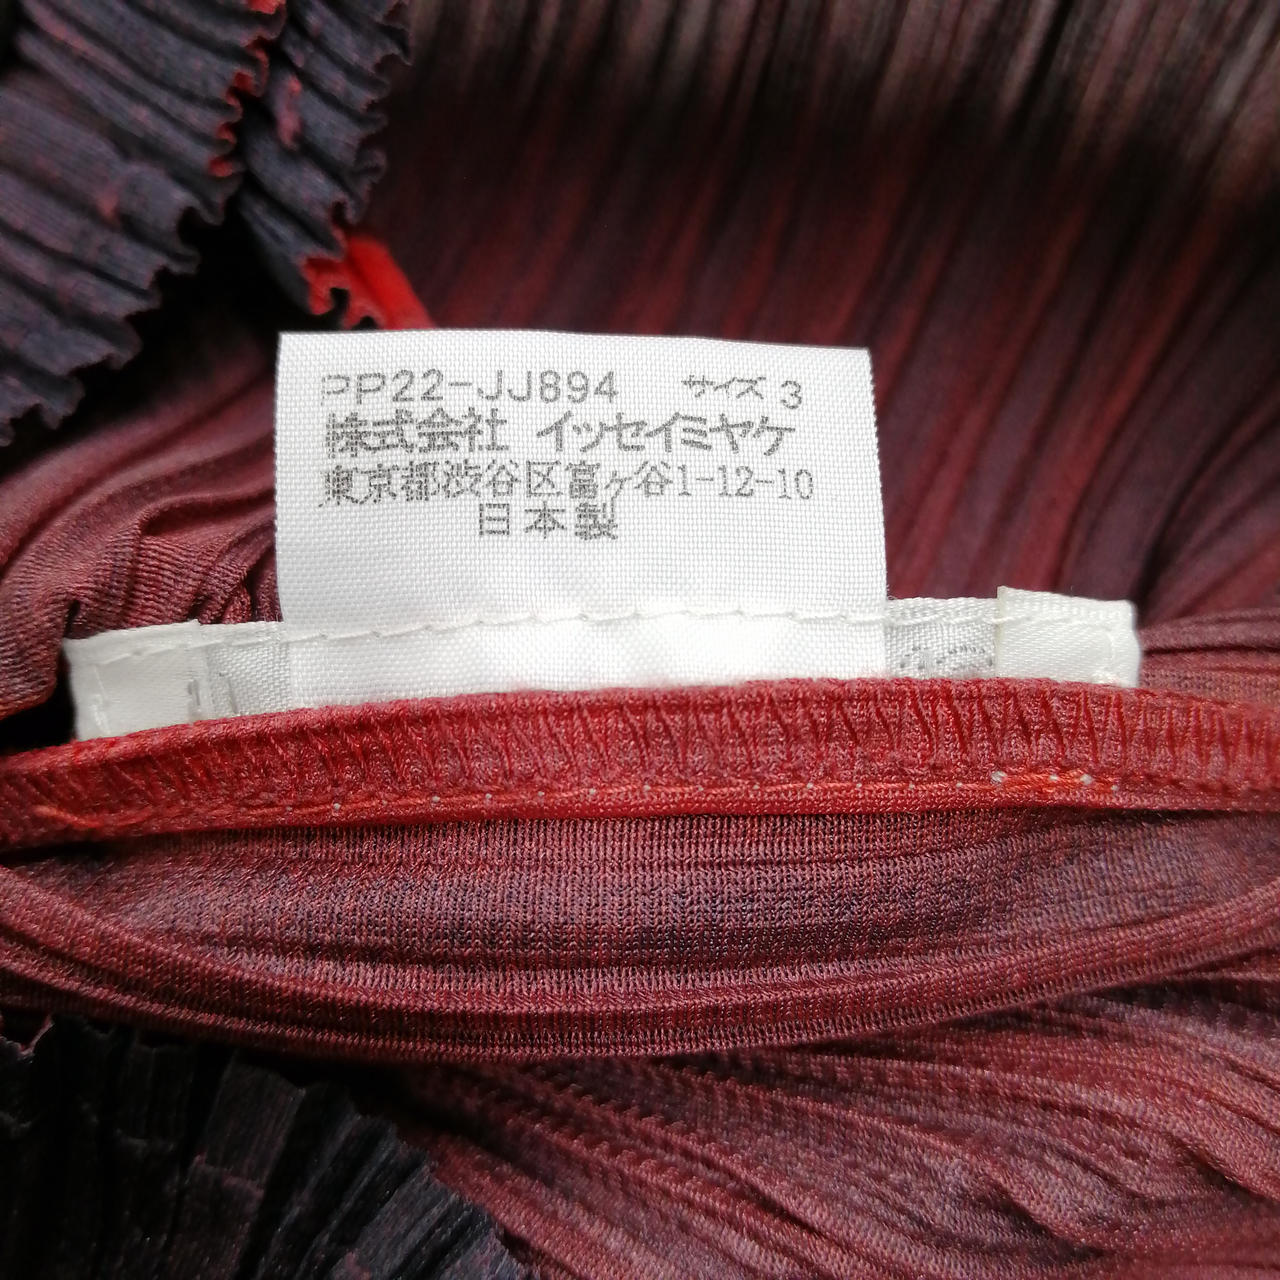 PP22-JJ894 サイズ 3
株式会社 イッセイミヤケ
東京都渋谷区富ヶ谷1-12-10
日本製